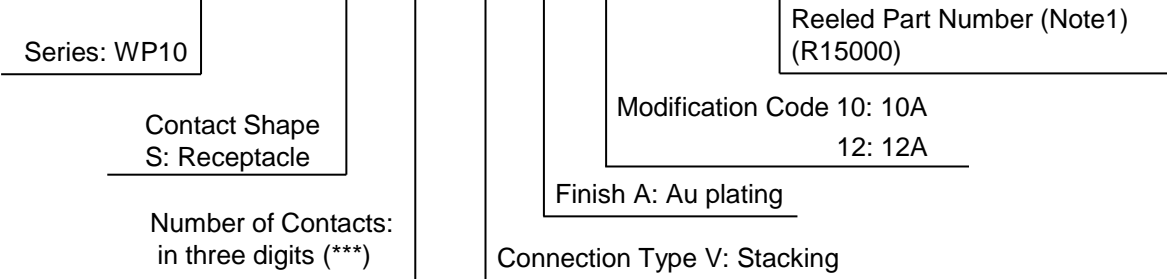 Reeled Part Number (Note1)
(R15000)
Series: WP10
Modification Code 10: 10A
12: 12A
Contact Shape
S: Receptacle
Finish A: Au plating
Number of Contacts:
in three digits (***)
Connection Type V: Stacking